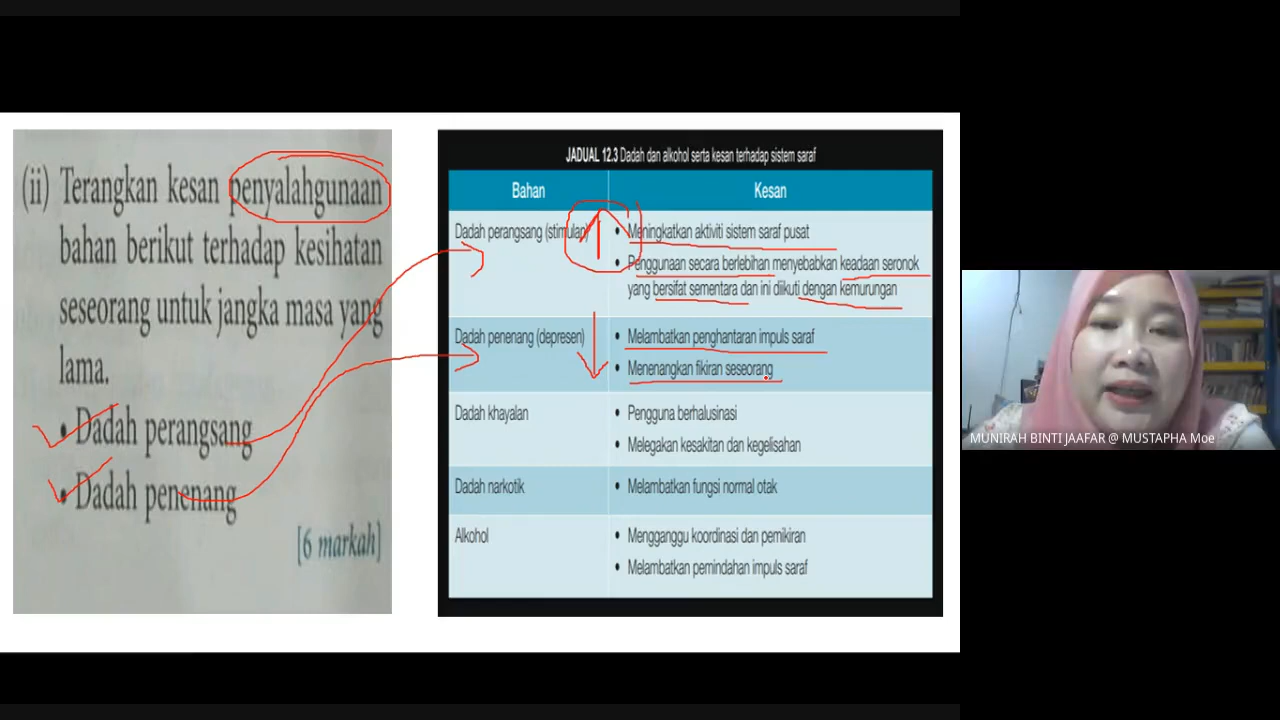 (ii) Terangkan kesan penyalahgunaan
bahan berikut terhadap kesihatan
seseorang untuk jangka masa yang
lama.
• Dadah perangsang
• Dadah penenang
[6 markah]
JADUAL 12.3 Dadah dan alkohol serta kesan terhadap sistem saraf
Bahan Kesan
Dadah perangsang (stimulan)
• Meningkatkan aktiviti sistem saraf pusat
• Penggunaan secara berlebihan menyebabkan keadaan seronok
yang bersifat sementara dan ini diikuti dengan kemurungan
Dadah penenang (depresen)
• Melambatkan penghantaran impuls saraf
• Menenangkan fikiran seseorang
Dadah khayalan
• Pengguna berhalusinasi
• Melegakan kesakitan dan kegelisahan
Dadah narkotik
• Melambatkan fungsi normal otak
Alkohol
• Mengganggu koordinasi dan pemikiran
• Melambatkan pemindahan impuls saraf
MUNIRAH BINTI JAAFAR @ MUSTAPHA Moe